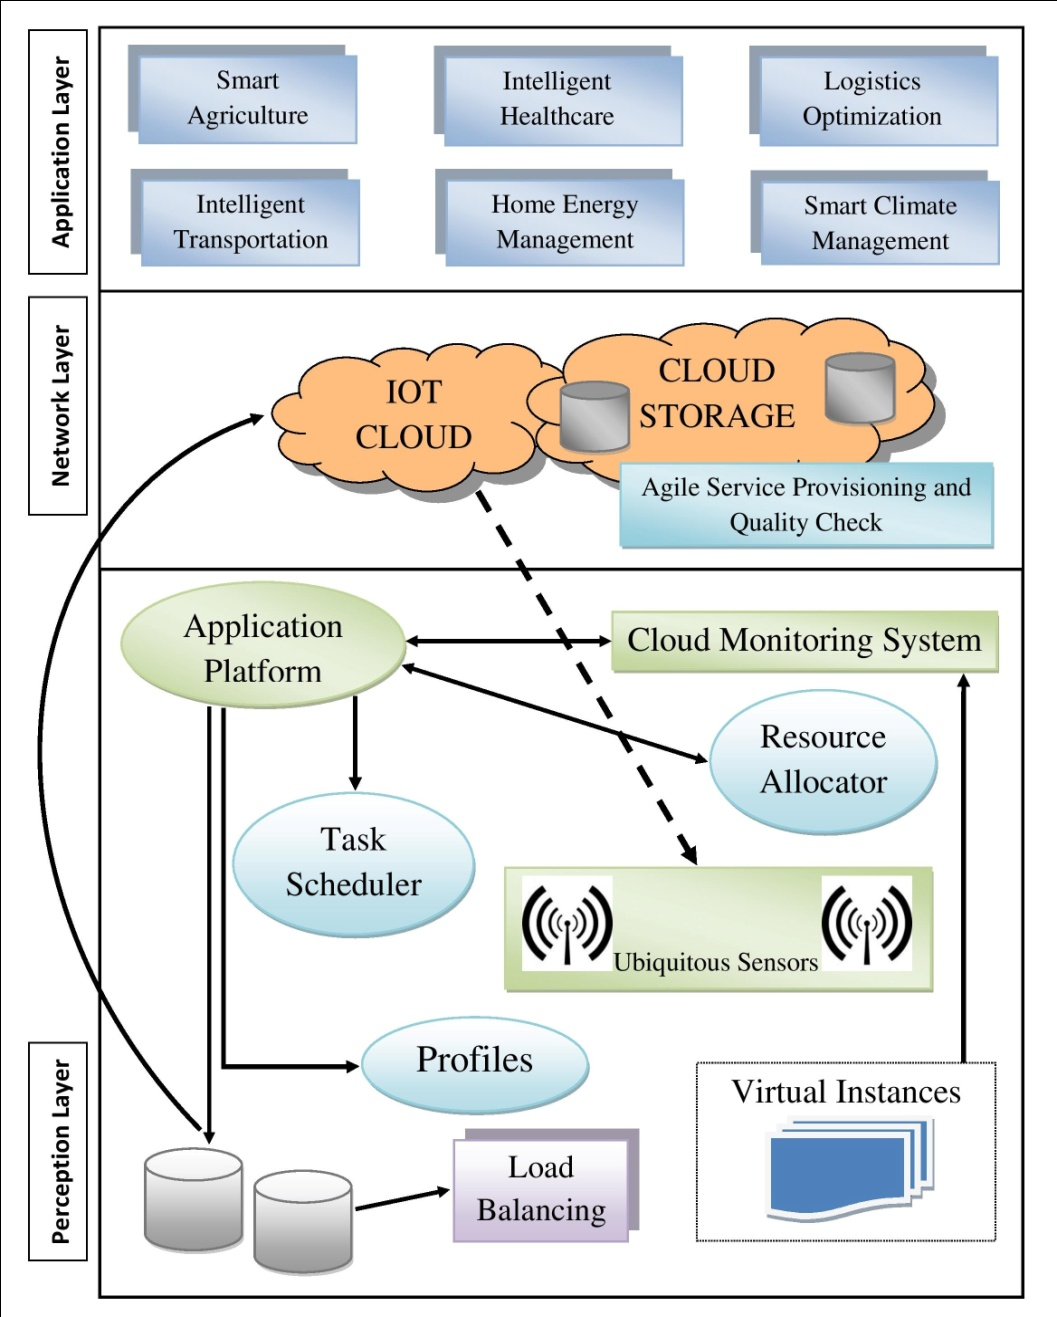 Application Layer
Smart
Agriculture
Intelligent
Healthcare
Logistics
Optimization
Intelligent
Transportation
Home Energy
Management
Smart Climate
Management
Network Layer
IOT
CLOUD
CLOUD
STORAGE
Agile Service Provisioning and
Quality Check
Application
Platform
Cloud Monitoring System
Resource
Allocator
Task
Scheduler
Ubiquitous Sensors
Perception Layer
Profiles
Virtual Instances
Load
Balancing